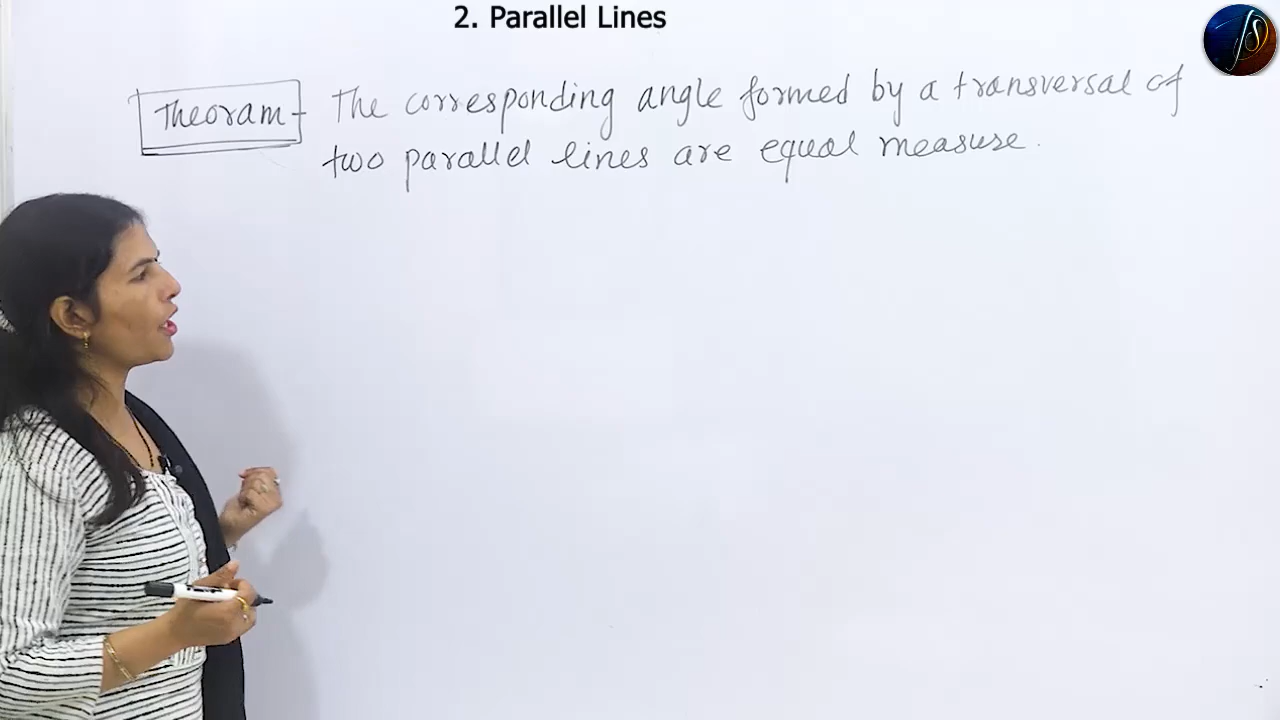 2. Parallel Lines
Theoram - The corresponding angle formed by a transversal of
two parallel lines are equal measure.